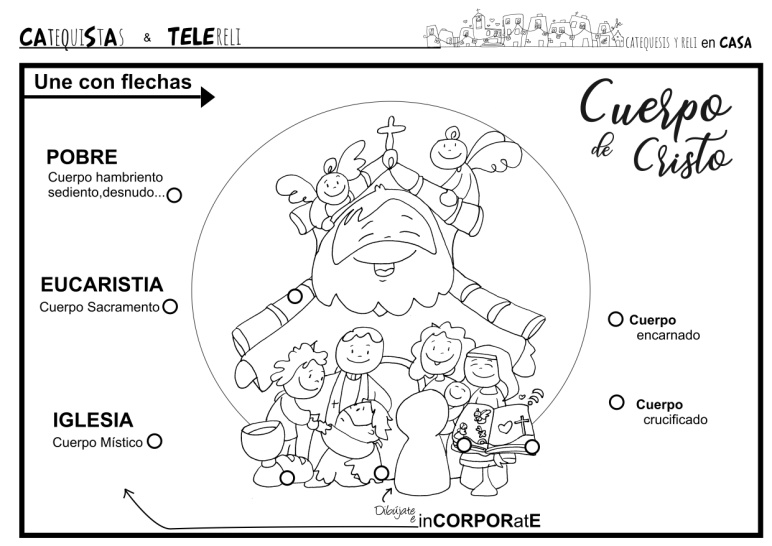 CATEQUISTAS & TELERELI
CATEQUESIS Y RELI en CASA
Une con flechas
Cuerpo
de Cristo
POBRE
Cuerpo hambriento
sediento,desnudo...
EUCARISTIA
Cuerpo Sacramento
Cuerpo
encarnado
Cuerpo
crucificado
IGLESIA
Cuerpo Místico
Dibújate
e inCORPORatE